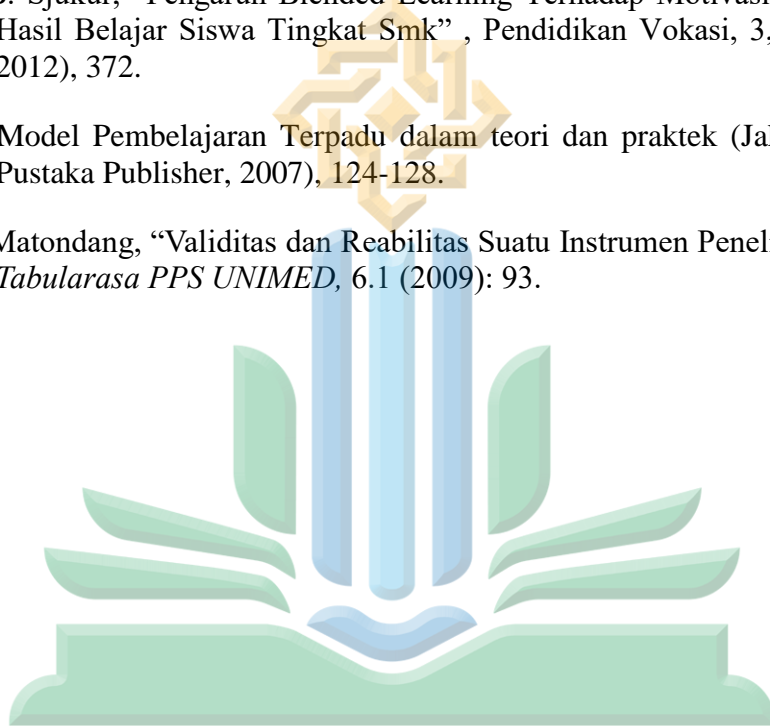 Sjukur, "Pengaruh Blended Learning Terhadap Motivasi
Hasil Belajar Siswa Tingkat Smk" , Pendidikan Vokasi, 3,
2012), 372.
Model Pembelajaran Terpadu dalam teori dan praktek (Jal
Pustaka Publisher, 2007), 124-128.
Matondang, “Validitas dan Reabilitas Suatu Instrumen Penel
Tabularasa PPS UNIMED, 6.1 (2009): 93.